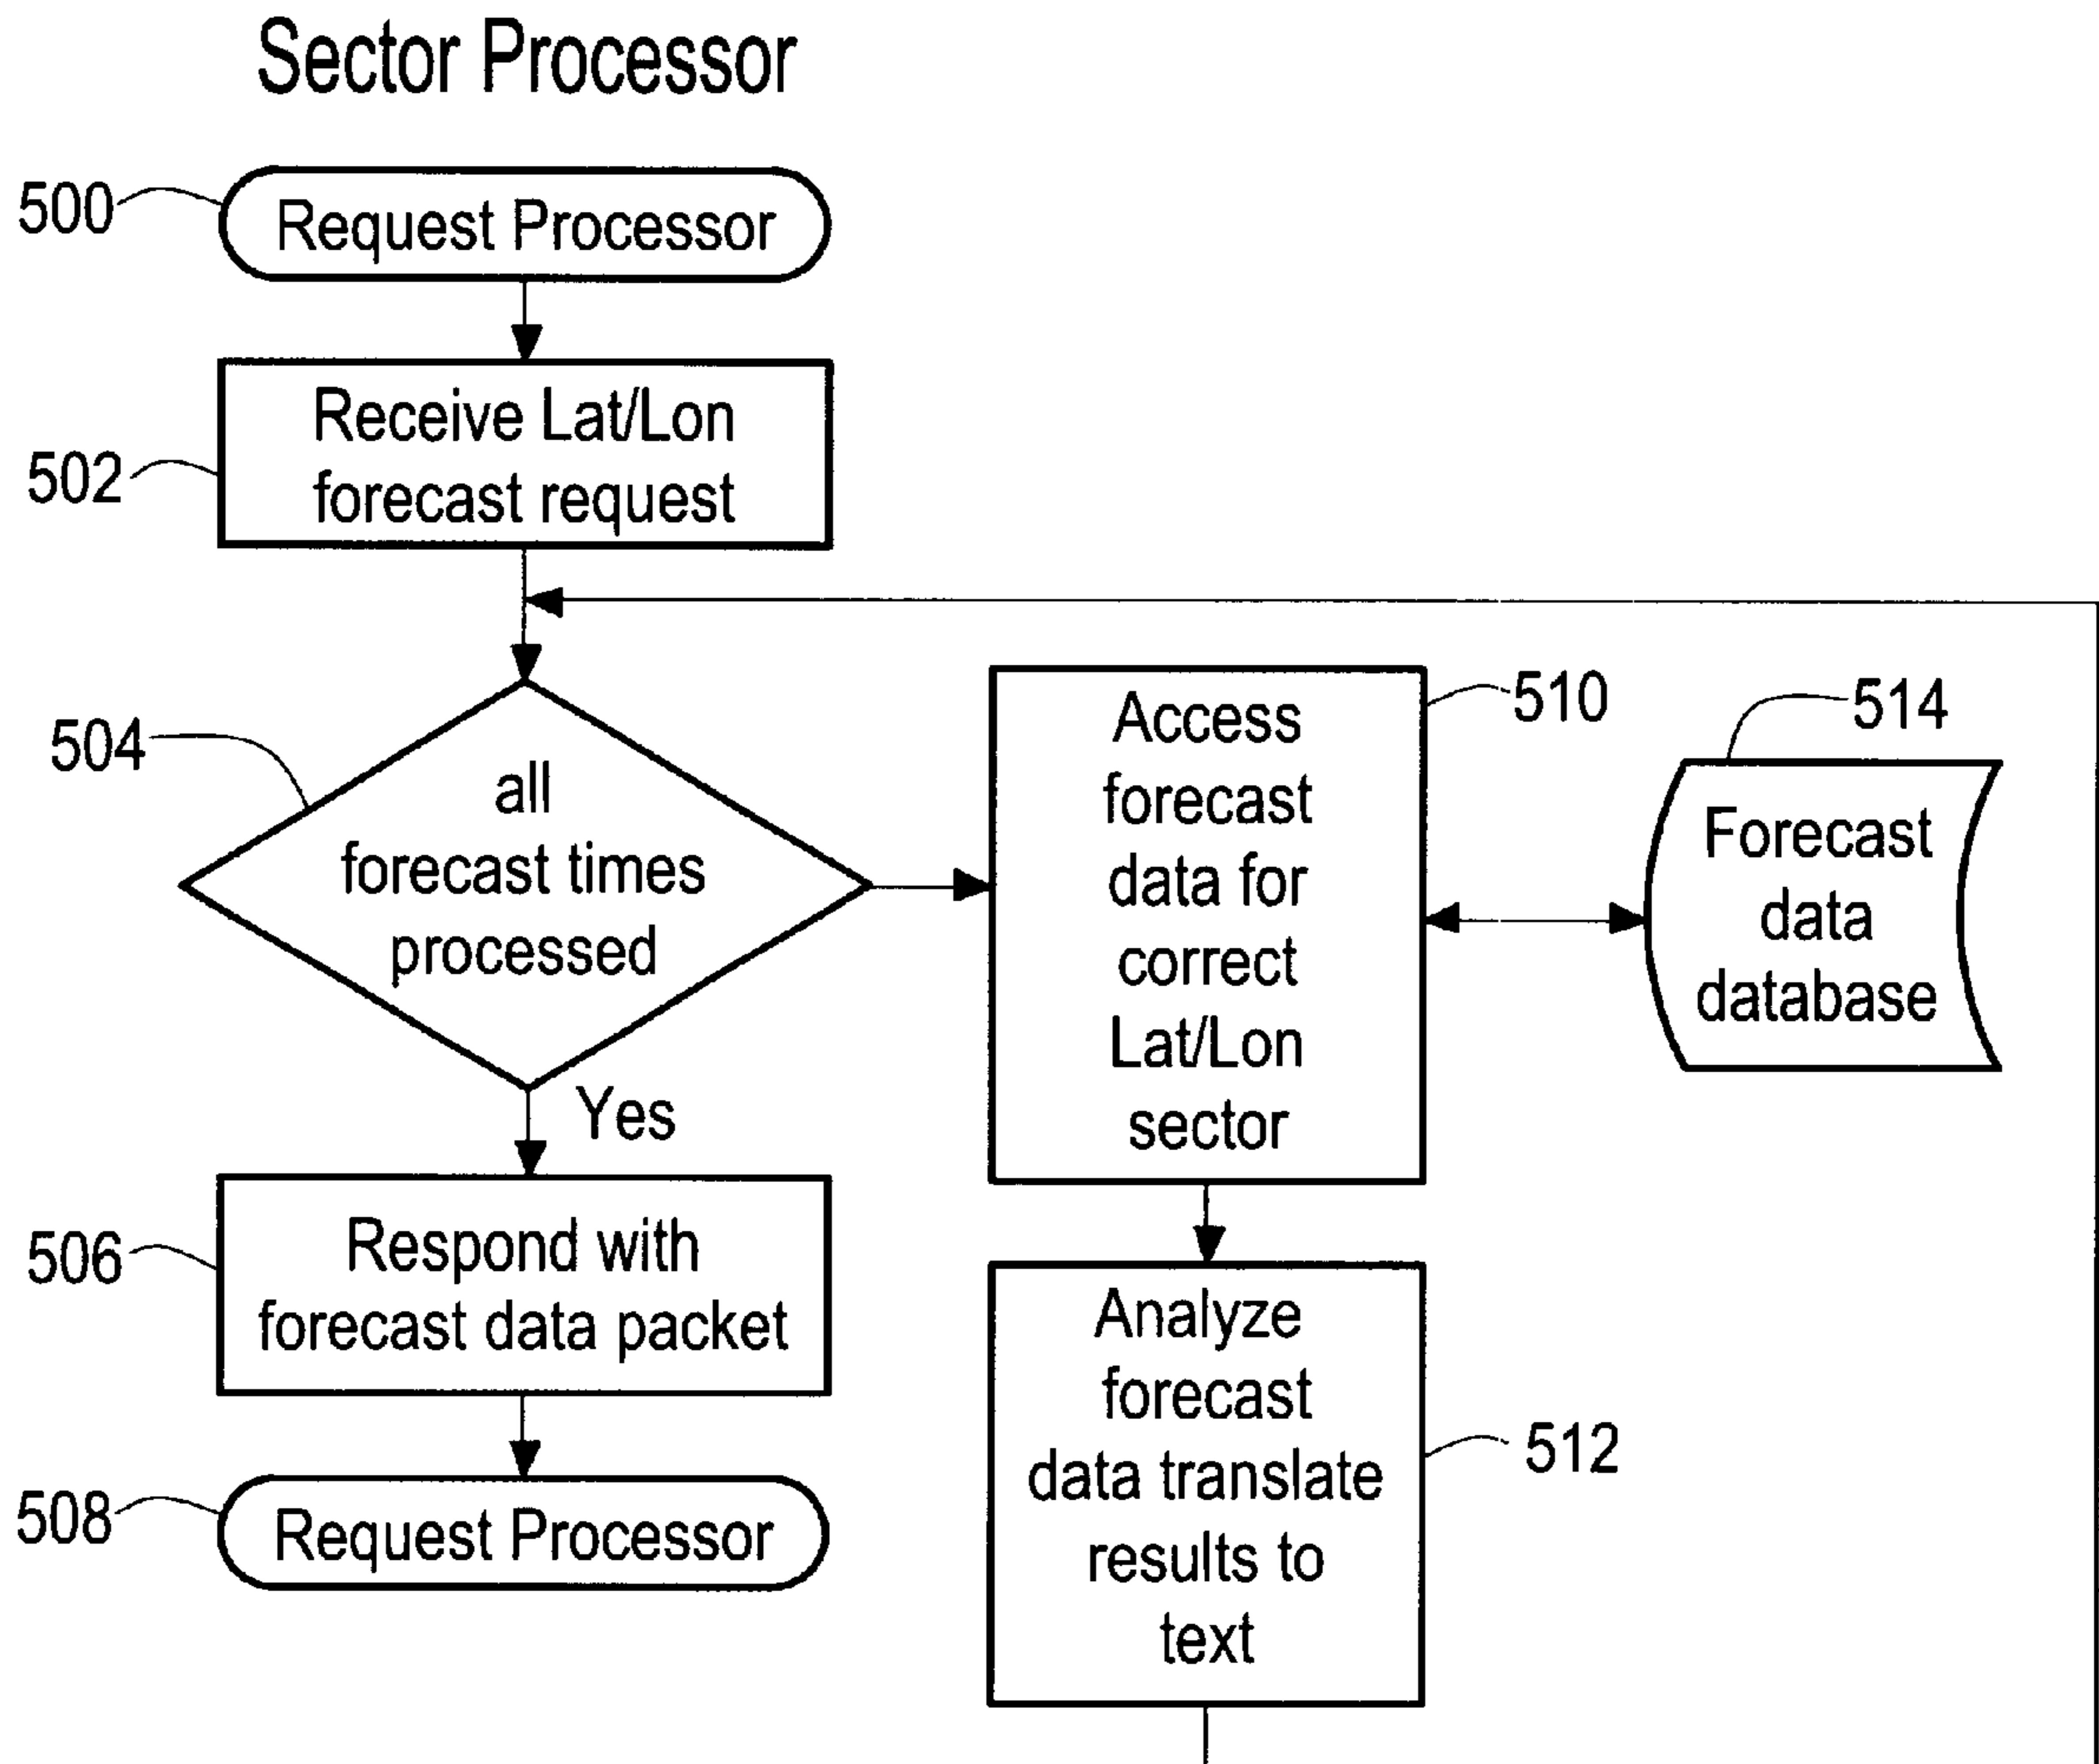 Sector Processor
500
Request Processor
502
Receive Lat/Lon
forecast request
504
all
forecast times
processed
Yes
506
Respond with
forecast data packet
508
Request Processor
510
Access
forecast
data for
correct
Lat/Lon
sector
514
Forecast
data
database
512
Analyze
forecast
data translate
results to
text